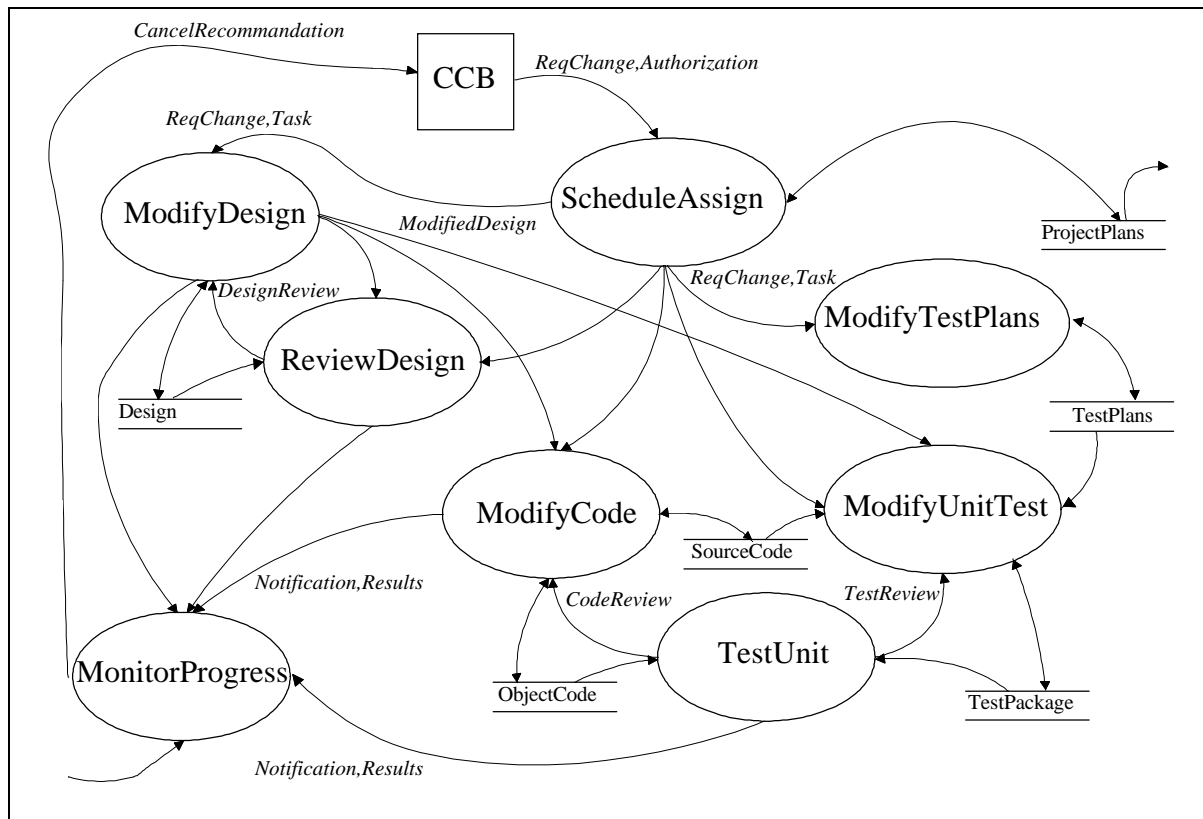 CancelRecommandation
CCB
ReqChange,Authorization
ReqChange,Task
ModifyDesign
ScheduleAssign
ModifiedDesign
ProjectPlans
DesignReview
ReqChange,Task
ModifyTestPlans
ReviewDesign
Design
TestPlans
ModifyCode
ModifyUnitTest
SourceCode
Notification,Results
CodeReview
TestReview
MonitorProgress
TestUnit
ObjectCode
TestPackage
Notification,Results